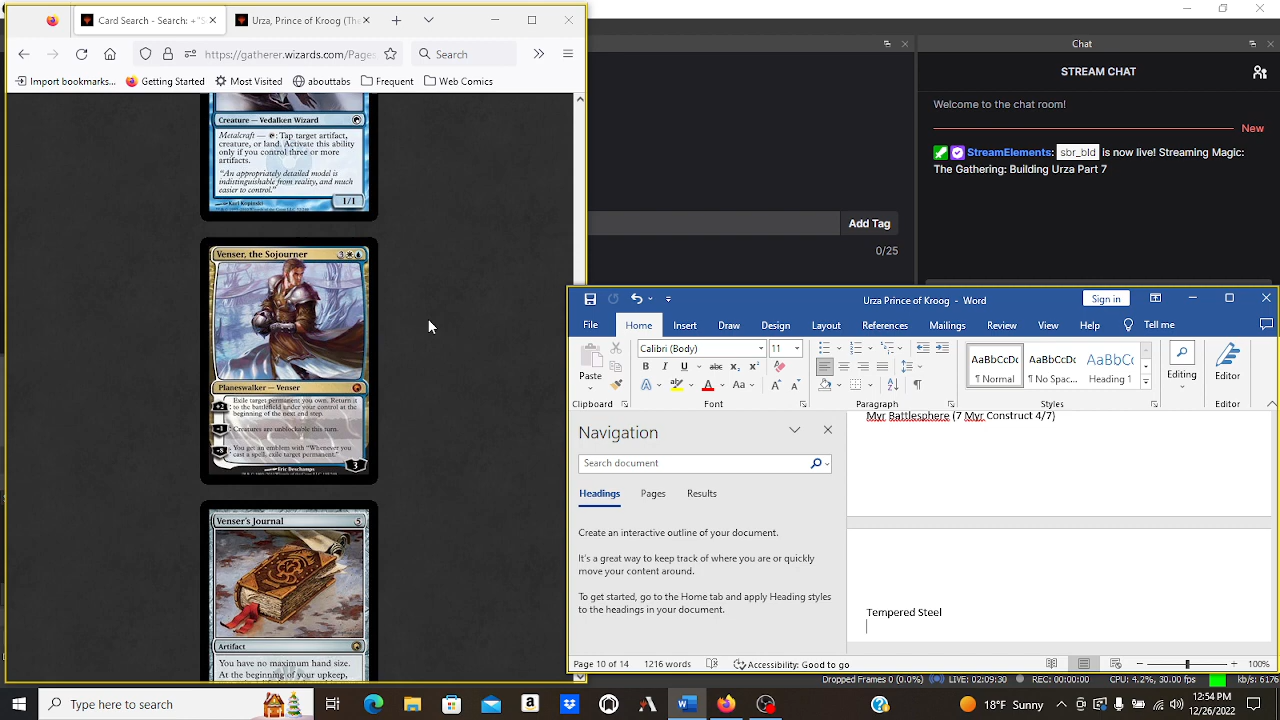 Card Search - Search: +"S
Urza, Prince of Kroog (The
https://gatherer.wizards.com/Pages
Search
Import bookmarks...
Getting Started
Most Visited
abouttabs
Frequent
Web Comics
Creature — Vedalken Wizard
Metalcraft — : Tap target artifact,
creature, or land. Activate this ability
only if you control three or more
artifacts.
"An appropriately detailed model is
indistinguishable from reality, and much
easier to control."
Karl Kopinski
1/1
Venser, the Sojourner
3
Planeswalker — Venser
+2
: Exile target permanent you own. Return it
to the battlefield under your control at the
beginning of the next end step.
-1
: Creatures are unblockable this turn.
-8
: You get an emblem with "Whenever you
cast a spell, exile target permanent."
Eric Deschamps
3
Venser's Journal
5
Artifact
You have no maximum hand size.
At the beginning of your upkeep,
Chat
STREAM CHAT
Welcome to the chat room!
New
StreamElements: sbr_bld is now live! Streaming Magic:
The Gathering: Building Urza Part 7
Add Tag
0/25
Urza Prince of Kroog - Word
Sign in
File
Home
Insert
Draw
Design
Layout
References
Mailings
Review
View
Help
Tell me
Paste
Calibri (Body)
11
AaBbCcDc
AaBbCcDc
AaBbCc
¶ Normal
¶ No Spac...
Heading 1
Editing
Editor
Clipboard
Font
Paragraph
Styles
Editor
Navigation
Search document
Headings
Pages
Results
Create an interactive outline of your document.
It's a great way to keep track of where you are or quickly
move your content around.
To get started, go to the Home tab and apply Heading styles
to the headings in your document.
Myr Battlesphere (7 Myr Construct 4/7)
Tempered Steel
Page 10 of 14
1216 words
Accessibility: Good to go
100%
Dropped Frames 0 (0.0%)
LIVE: 02:09:30
REC: 00:00:00
CPU: 4.2%, 30.00 fps
kb/s: 6176
Type here to search
18°F Sunny
12:54 PM
12/26/2022